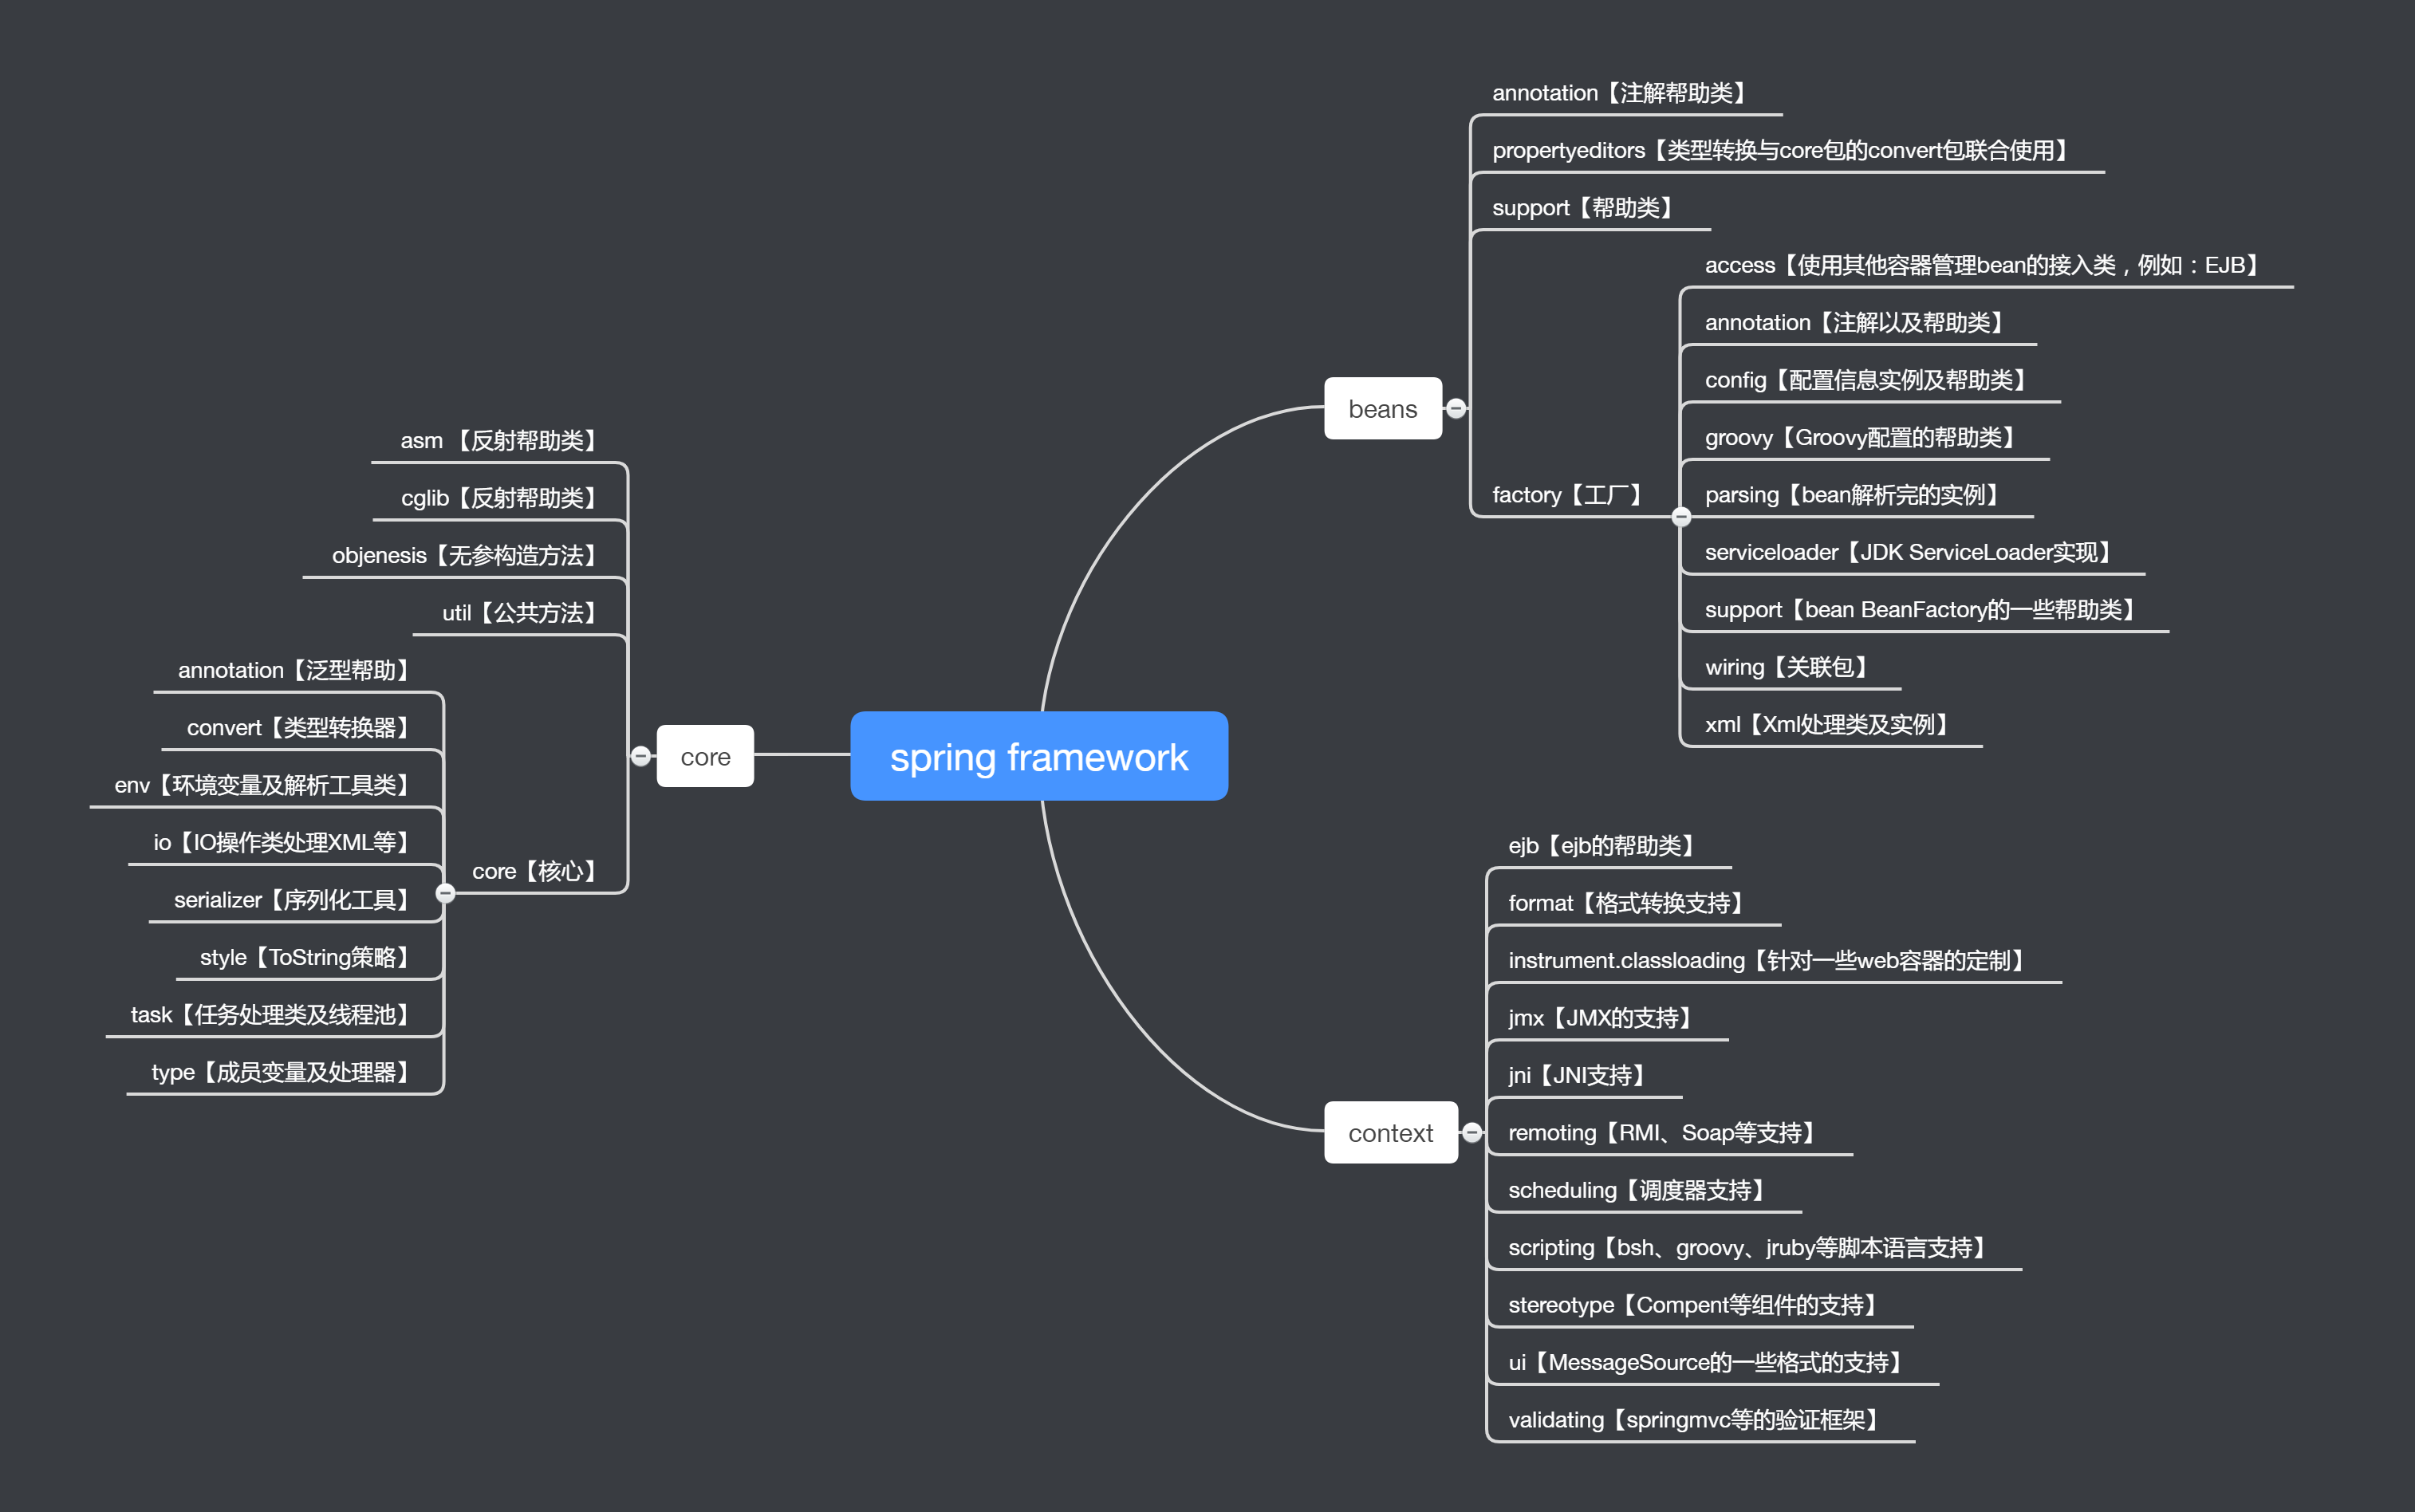 spring framework
beans
annotation【注解帮助类】
propertyeditors【类型转换与core包的convert包联合使用】
support【帮助类】
factory【工厂】
access【使用其他容器管理bean的接入类，例如：EJB】
annotation【注解以及帮助类】
config【配置信息实例及帮助类】
groovy【Groovy配置的帮助类】
parsing【bean解析完的实例】
serviceloader【JDK ServiceLoader实现】
support【bean BeanFactory的一些帮助类】
wiring【关联包】
xml【Xml处理类及实例】
context
ejb【ejb的帮助类】
format【格式转换支持】
instrument.classloading【针对一些web容器的定制】
jmx【JMX的支持】
jni【JNI支持】
remoting【RMI、Soap等支持】
scheduling【调度器支持】
scripting【bsh、groovy、jruby等脚本语言支持】
stereotype【Compent等组件的支持】
ui【MessageSource的一些格式的支持】
validating【springmvc等的验证框架】
core
asm 【反射帮助类】
cglib【反射帮助类】
objenesis【无参构造方法】
util【公共方法】
core【核心】
annotation【泛型帮助】
convert【类型转换器】
env【环境变量及解析工具类】
io【IO操作类处理XML等】
serializer【序列化工具】
style【ToString策略】
task【任务处理类及线程池】
type【成员变量及处理器】